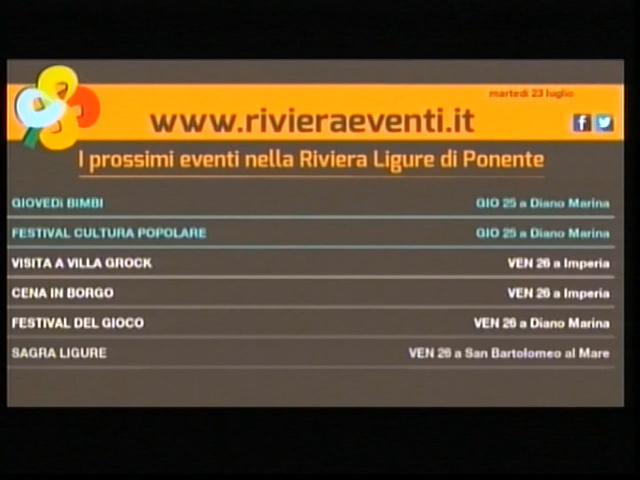 martedì 23 luglio
www.rivieraeventi.it
I prossimi eventi nella Riviera Ligure di Ponente
GIOVEDì BIMBI GIO 25 a Diano Marina
FESTIVAL CULTURA POPOLARE GIO 25 a Diano Marina
VISITA A VILLA GROCK VEN 26 a Imperia
CENA IN BORGO VEN 26 a Imperia
FESTIVAL DEL GIOCO VEN 26 a Diano Marina
SAGRA LIGURE VEN 26 a San Bartolomeo al Mare